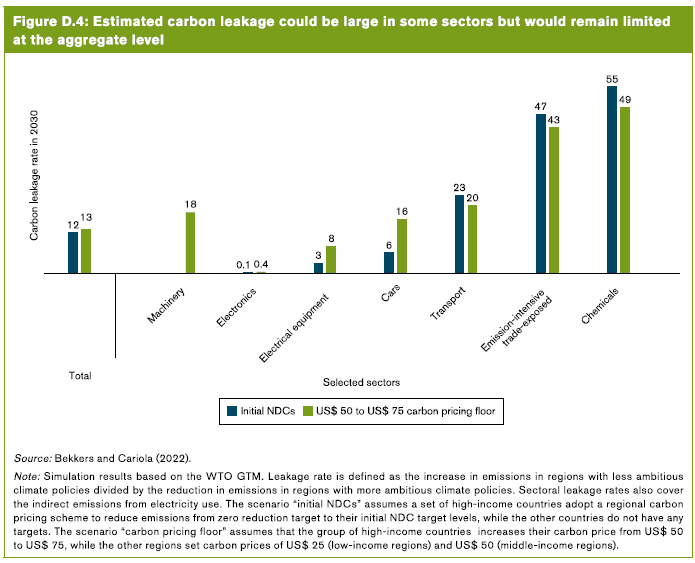 Figure D.4: Estimated carbon leakage could be large in some sectors but would remain limited
at the aggregate level
Carbon leakage rate in 2030
12
13
18
0.1
0.4
3
8
6
16
23
20
47
43
55
49
Total
Machinery
Electronics
Electrical equipment
Cars
Transport
Emission-intensive
trade-exposed
Chemicals
Selected sectors
Initial NDCs
US$ 50 to US$ 75 carbon pricing floor
Source: Bekkers and Cariola (2022).
Note: Simulation results based on the WTO GTM. Leakage rate is defined as the increase in emissions in regions with less ambitious
climate policies divided by the reduction in emissions in regions with more ambitious climate policies. Sectoral leakage rates also cover
the indirect emissions from electricity use. The scenario “initial NDCs” assumes a set of high-income countries adopt a regional carbon
pricing scheme to reduce emissions from zero reduction target to their initial NDC target levels, while the other countries do not have any
targets. The scenario “carbon pricing floor” assumes that the group of high-income countries increases their carbon price from US$ 50
to US$ 75, while the other regions set carbon prices of US$ 25 (low-income regions) and US$ 50 (middle-income regions).